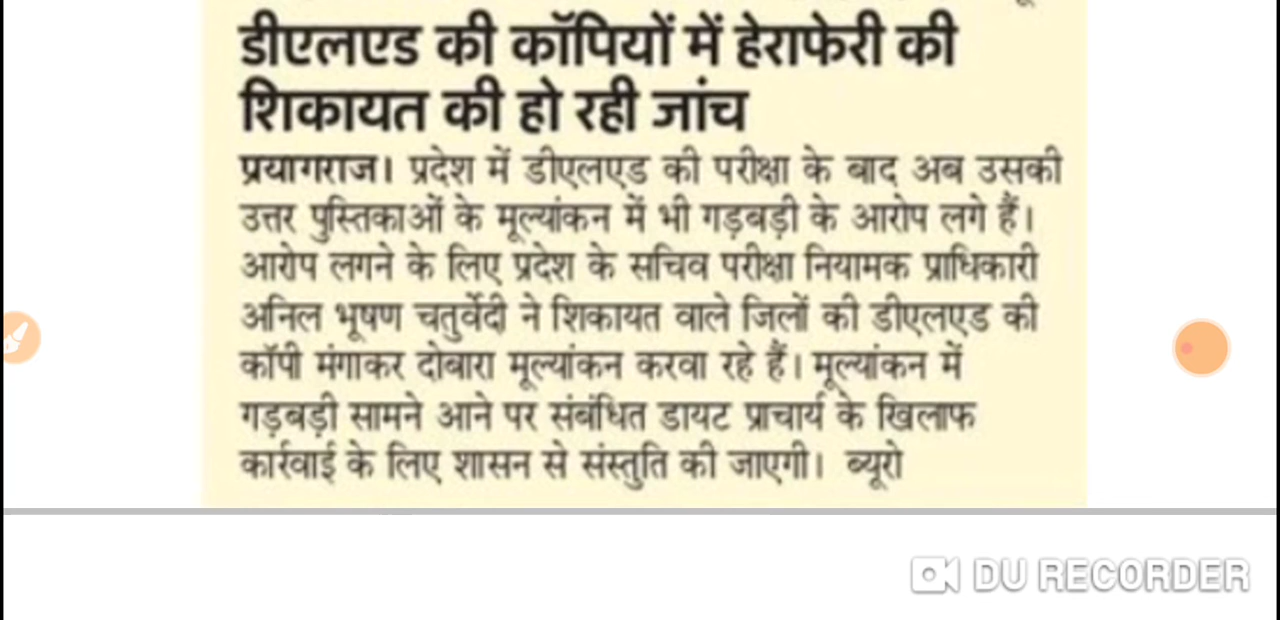 डीएलएड की कॉपियों में हेराफेरी की
शिकायत की हो रही जांच
प्रयागराज। प्रदेश में डीएलएड की परीक्षा के बाद अब उसकी
उत्तर पुस्तिकाओं के मूल्यांकन में भी गड़बड़ी के आरोप लगे हैं।
आरोप लगने के लिए प्रदेश के सचिव परीक्षा नियामक प्राधिकारी
अनिल भूषण चतुर्वेदी ने शिकायत वाले जिलों की डीएलएड की
कॉपी मंगाकर दोबारा मूल्यांकन करवा रहे हैं। मूल्यांकन में
गड़बड़ी सामने आने पर संबंधित डायट प्राचार्य के खिलाफ
कार्रवाई के लिए शासन से संस्तुति की जाएगी। ब्यूरो
DU RECORDER